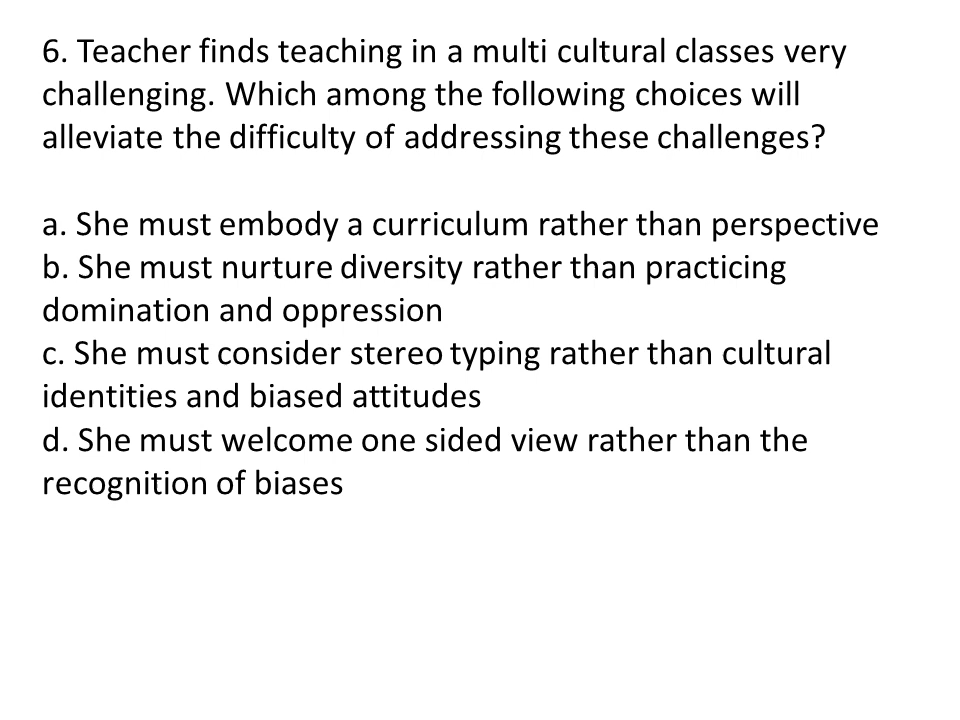 6. Teacher finds teaching in a multi cultural classes very
challenging. Which among the following choices will
alleviate the difficulty of addressing these challenges?
a. She must embody a curriculum rather than perspective
b. She must nurture diversity rather than practicing
domination and oppression
c. She must consider stereo typing rather than cultural
identities and biased attitudes
d. She must welcome one sided view rather than the
recognition of biases